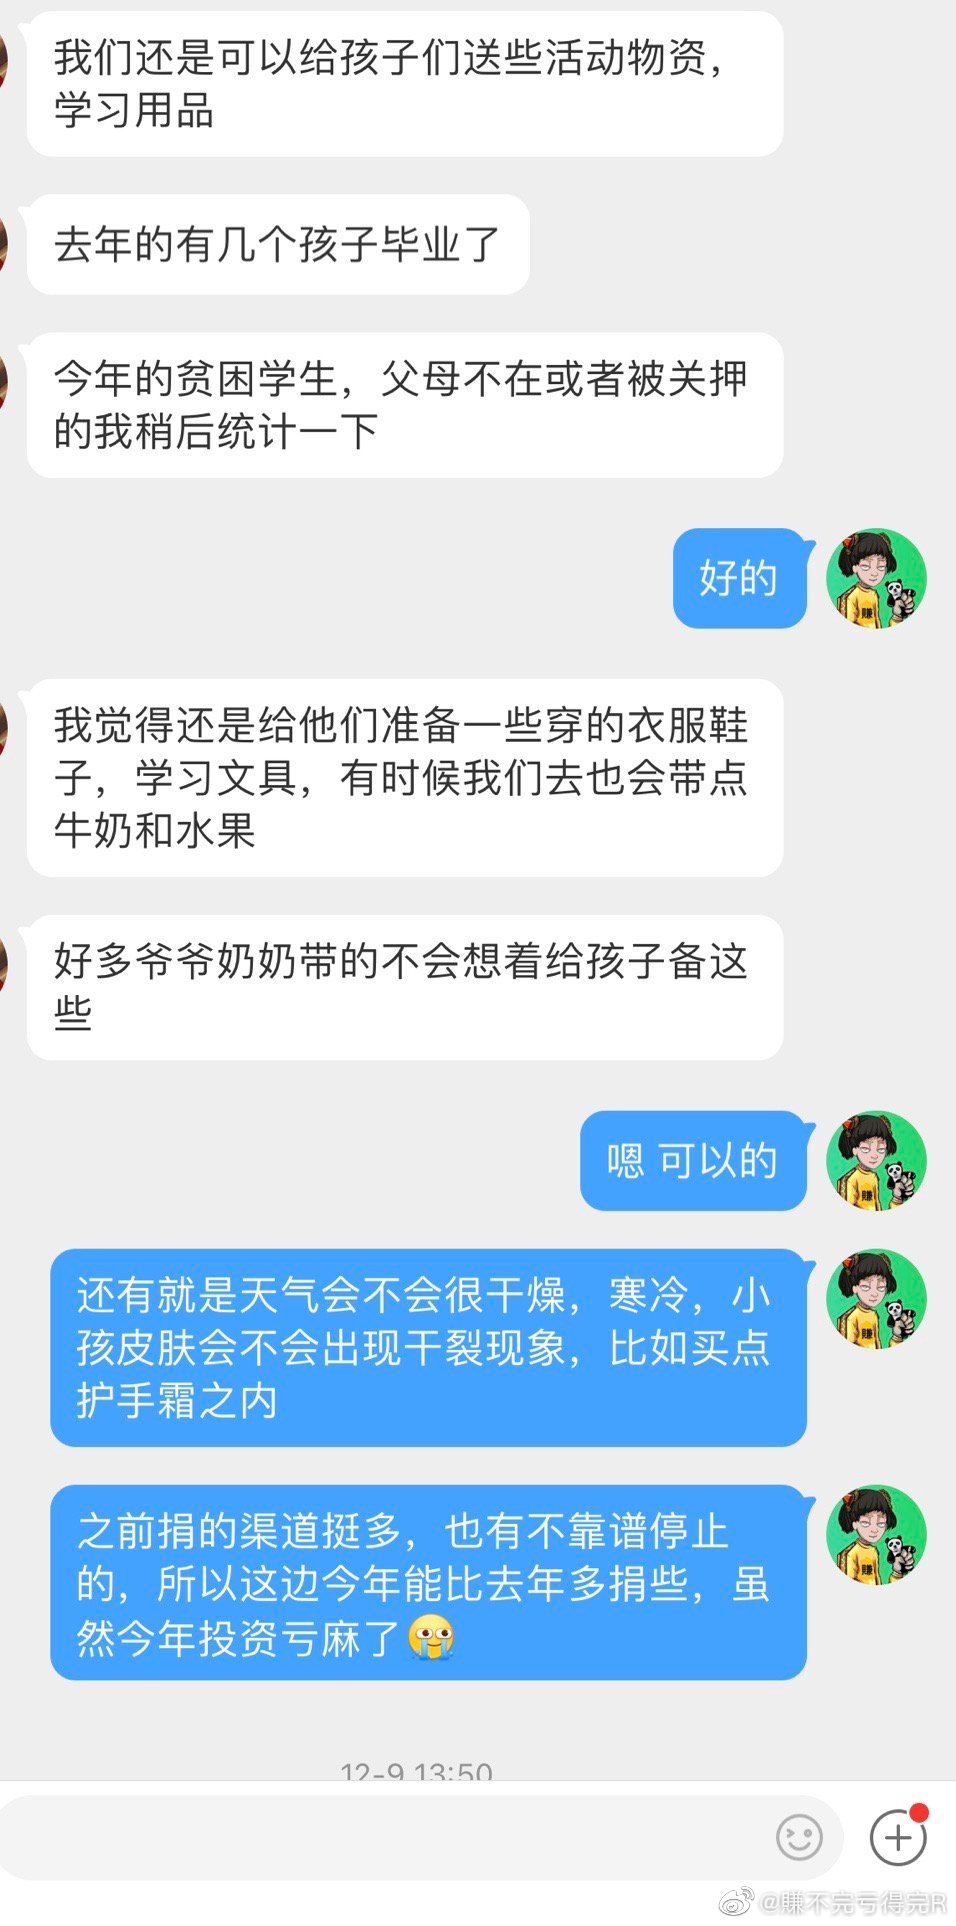 我们还是可以给孩子们送些活动物资，
学习用品
去年的有几个孩子毕业了
今年的贫困学生，父母不在或者被关押
的我稍后统计一下
好的
赚
我觉得还是给他们准备一些穿的衣服鞋
子，学习文具，有时候我们去也会带点
牛奶和水果
好多爷爷奶奶带的不会想着给孩子备这
些
嗯 可以的
赚
还有就是天气会不会很干燥，寒冷，小
孩皮肤会不会出现干裂现象，比如买点
护手霜之内
赚
之前捐的渠道挺多，也有不靠谱停止
的，所以这边今年能比去年多捐些，虽
然今年投资亏麻了
赚
12-9 13:50
@賺不完亏得完R